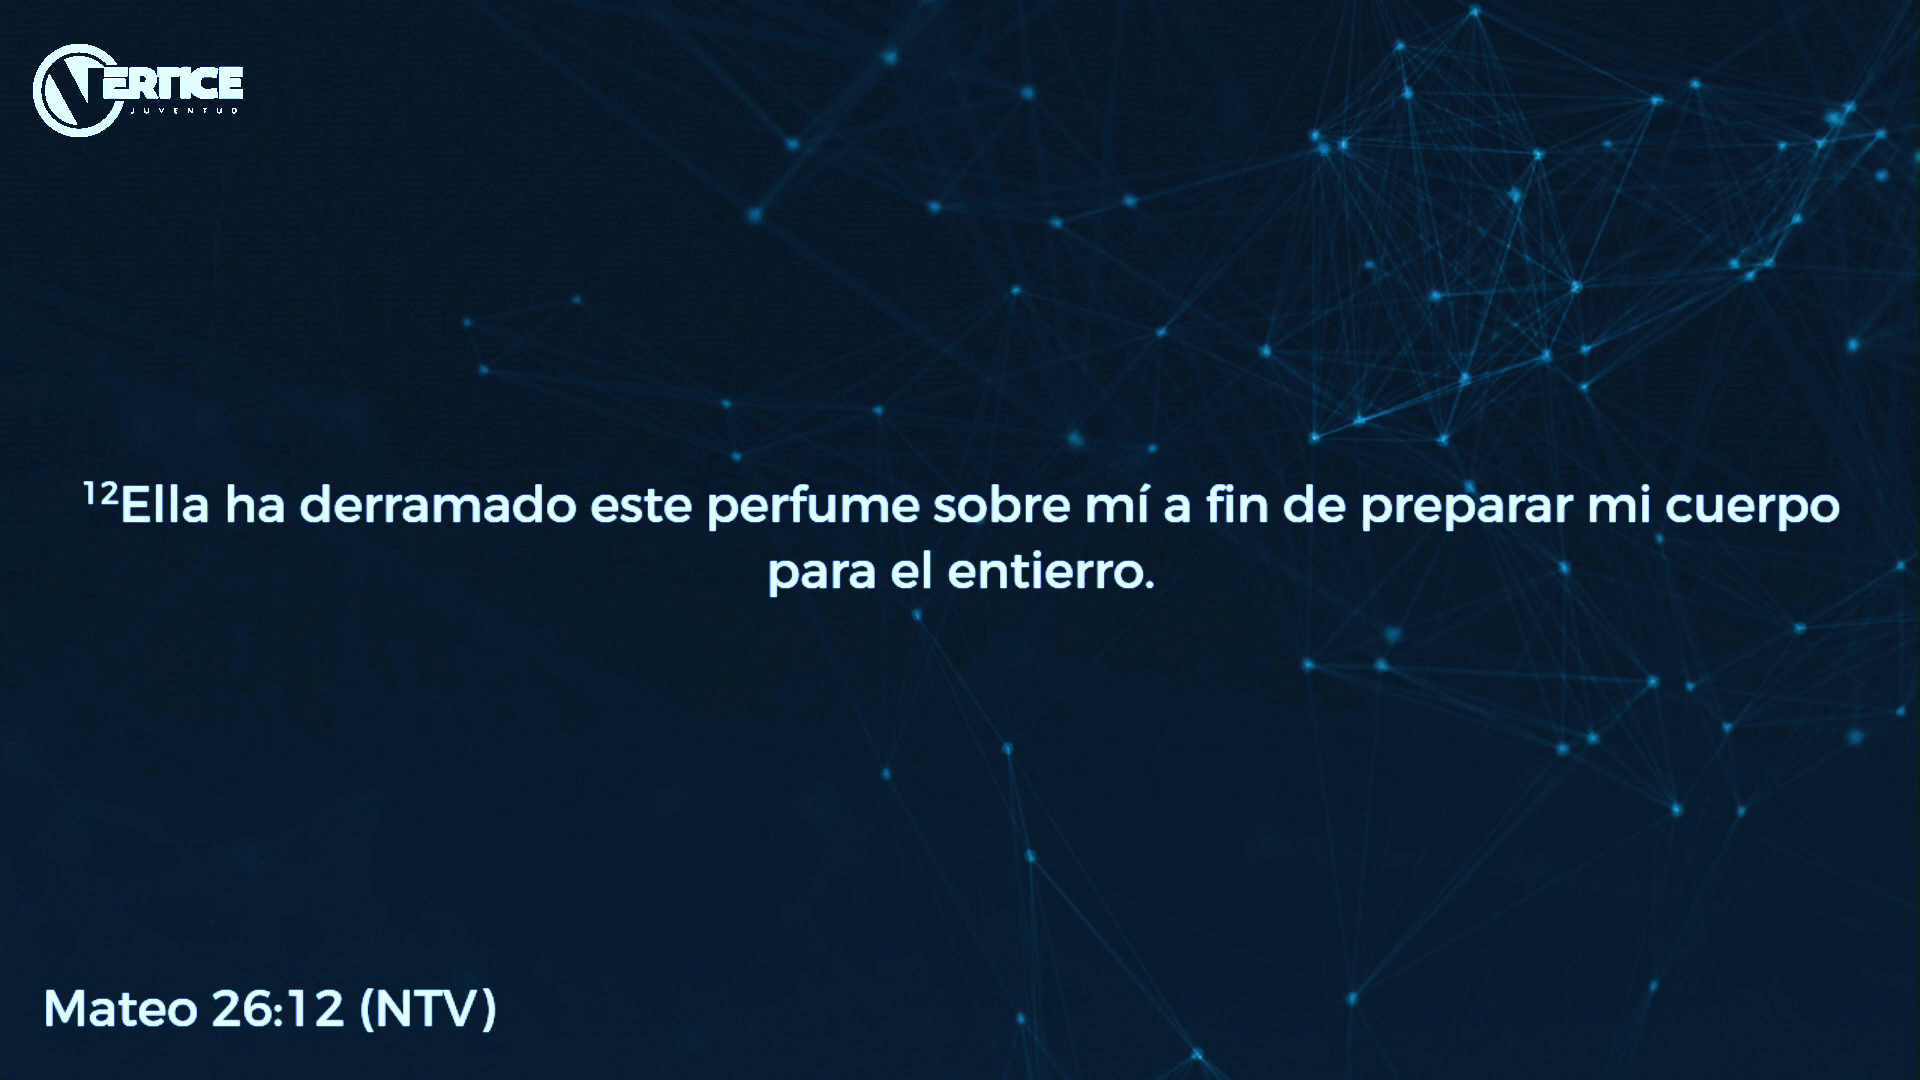 VERTICE
JUVENTUD
¹²Ella ha derramado este perfume sobre mí a fin de preparar mi cuerpo
para el entierro.
Mateo 26:12 (NTV)